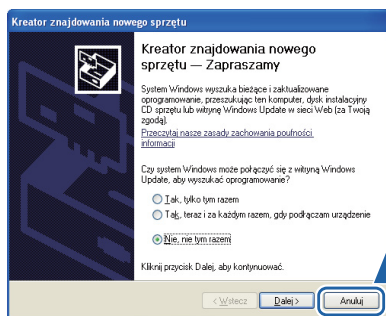 Kreator znajdowania nowego sprzętu
Kreator znajdowania nowego
sprzętu — Zapraszamy
System Windows wyszuka bieżące i zaktualizowane
oprogramowanie, przeszukując ten komputer, dysk instalacyjny
CD sprzętu lub witrynę Windows Update w sieci Web (za Twoją
zgodą).
Przeczytaj nasze zasady zachowania poufności
informacji
Czy system Windows może połączyć się z witryną Windows
Update, aby wyszukać oprogramowanie?
Tak, tylko tym razem
Tak, teraz i za każdym razem, gdy podłączam urządzenie
Nie, nie tym razem
Kliknij przycisk Dalej, aby kontynuować.
< Wstecz Dalej > Anuluj